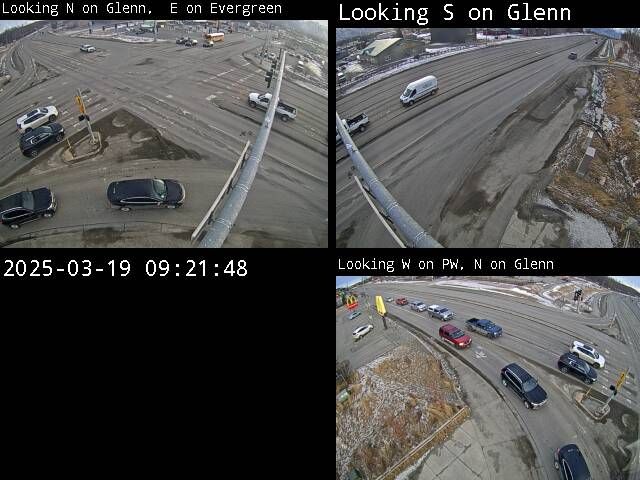 Looking N on Glenn,  E on Evergreen
Looking S on Glenn
2025-03-19 09:21:48
Looking W on PW, N on Glenn